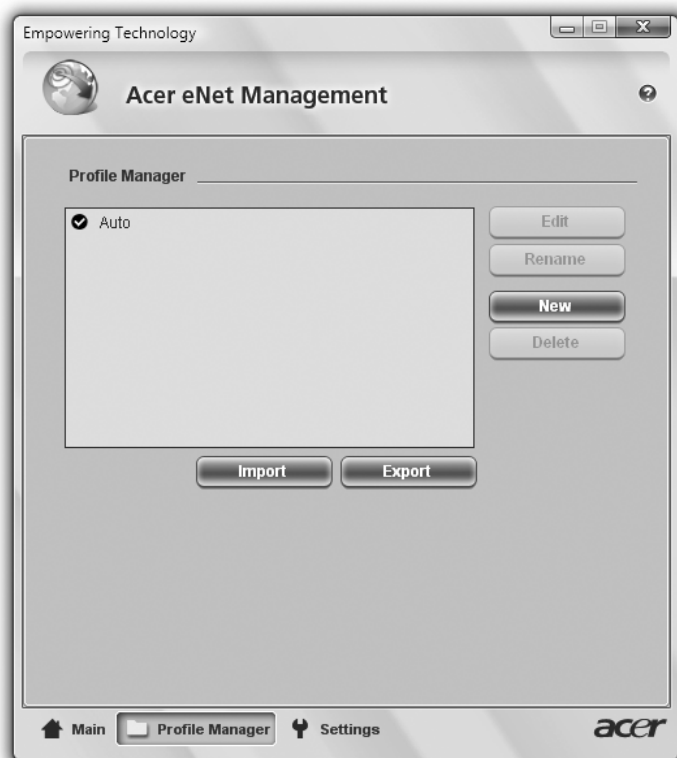 Empowering Technology
Acer eNet Management
Profile Manager
Auto
Edit
Rename
New
Delete
Import
Export
Main
Profile Manager
Settings
acer